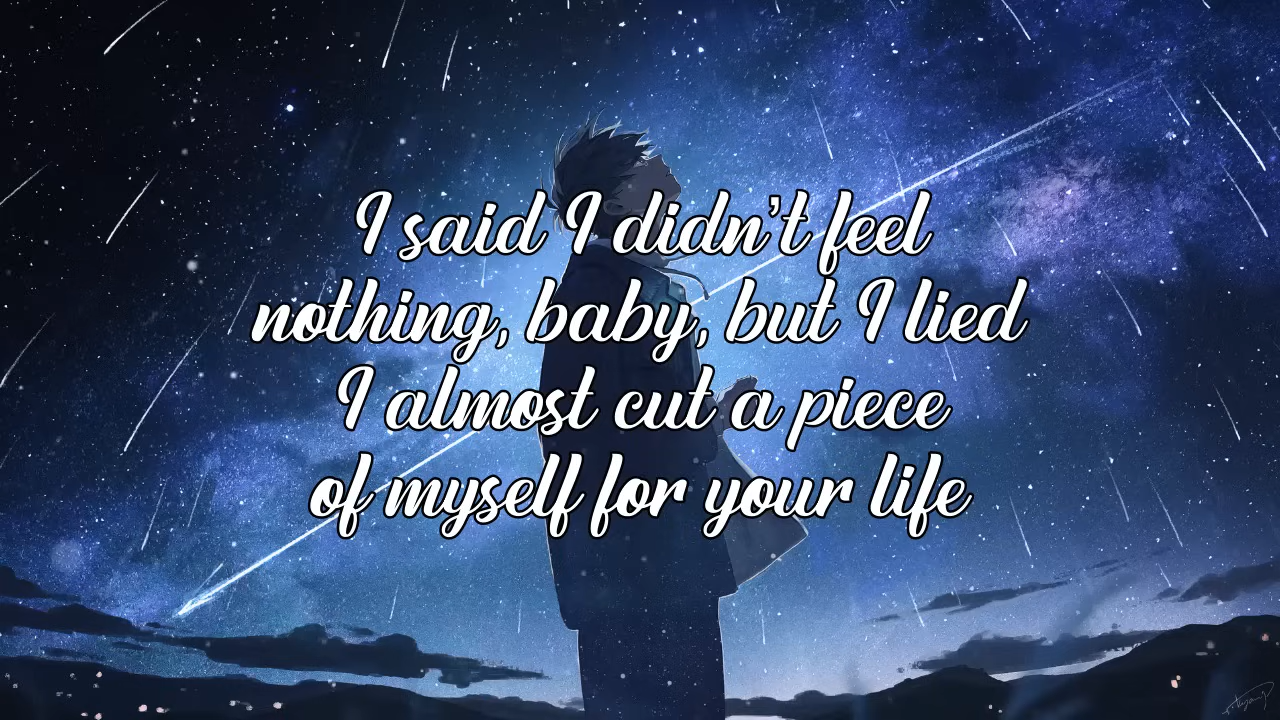 I said I didn't feel
nothing, baby, but I lied
I almost cut a piece
of myself for your life